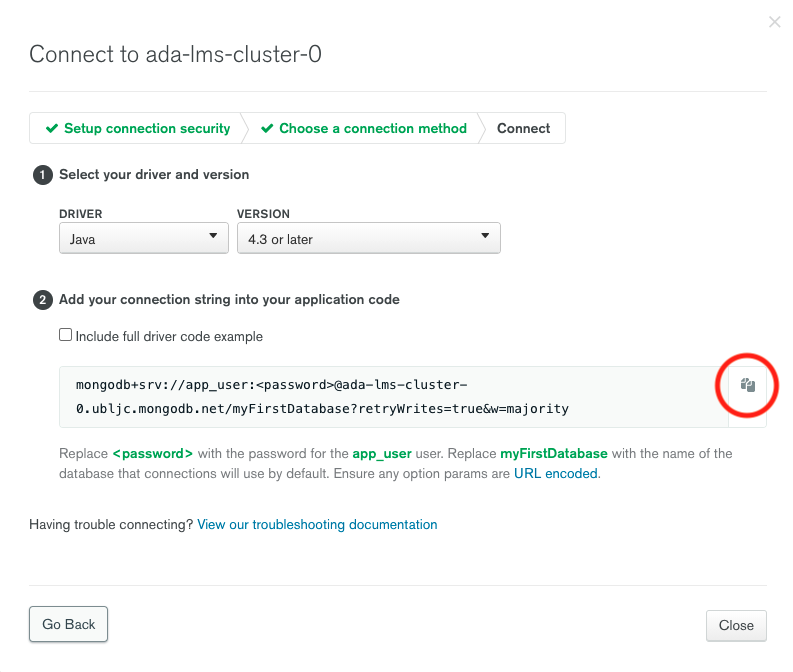 Connect to ada-lms-cluster-0
Setup connection security
Choose a connection method
Connect
1 Select your driver and version
DRIVER
VERSION
Java
4.3 or later
2 Add your connection string into your application code
Include full driver code example
mongodb+srv://app_user:<password>@ada-lms-cluster-
0.ubljc.mongodb.net/myFirstDatabase?retryWrites=true&w=majority
Replace <password> with the password for the app_user user. Replace myFirstDatabase with the name of the
database that connections will use by default. Ensure any option params are URL encoded.
Having trouble connecting? View our troubleshooting documentation
Go Back
Close